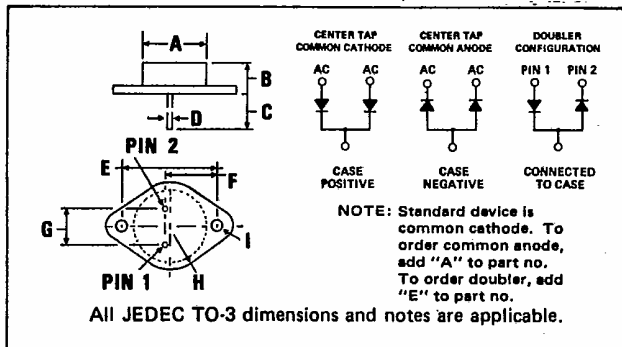 A
B
C
D
PIN 2
E
F
G
I
PIN 1
H
CENTER TAP
COMMON CATHODE
AC AC
CASE
POSITIVE
CENTER TAP
COMMON ANODE
AC AC
CASE
NEGATIVE
DOUBLER
CONFIGURATION
PIN 1 PIN 2
CONNECTED
TO CASE
NOTE: Standard device is
common cathode. To
order common anode,
add "A" to part no.
To order doubler, add
"E" to part no.
All JEDEC TO-3 dimensions and notes are applicable.